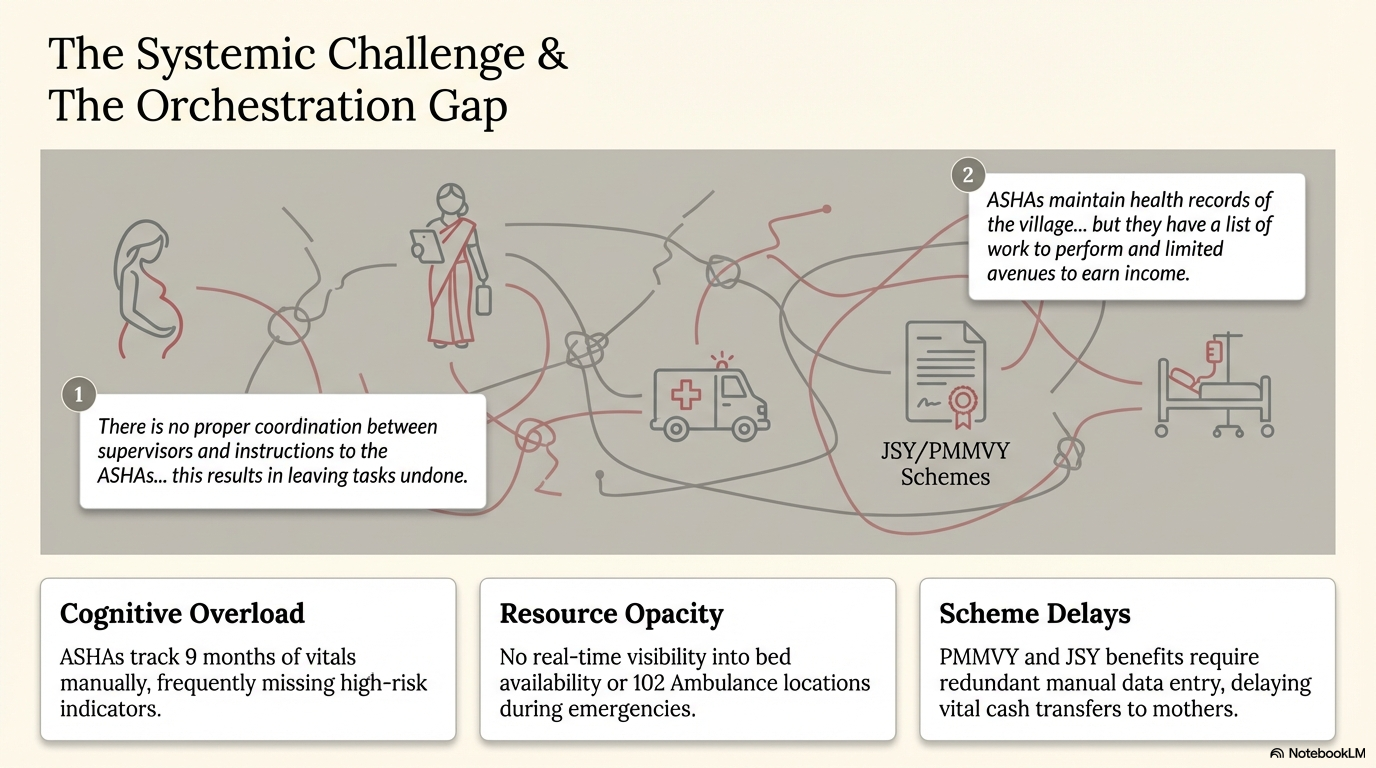 The Systemic Challenge &
The Orchestration Gap
1
There is no proper coordination between
supervisors and instructions to the
ASHAs... this results in leaving tasks undone.
2
ASHAs maintain health records of
the village... but they have a list of
work to perform and limited
avenues to earn income.
JSY/PMMVY
Schemes
Cognitive Overload
ASHAs track 9 months of vitals
manually, frequently missing high-risk
indicators.
Resource Opacity
No real-time visibility into bed
availability or 102 Ambulance locations
during emergencies.
Scheme Delays
PMMVY and JSY benefits require
redundant manual data entry, delaying
vital cash transfers to mothers.
NotebookLM